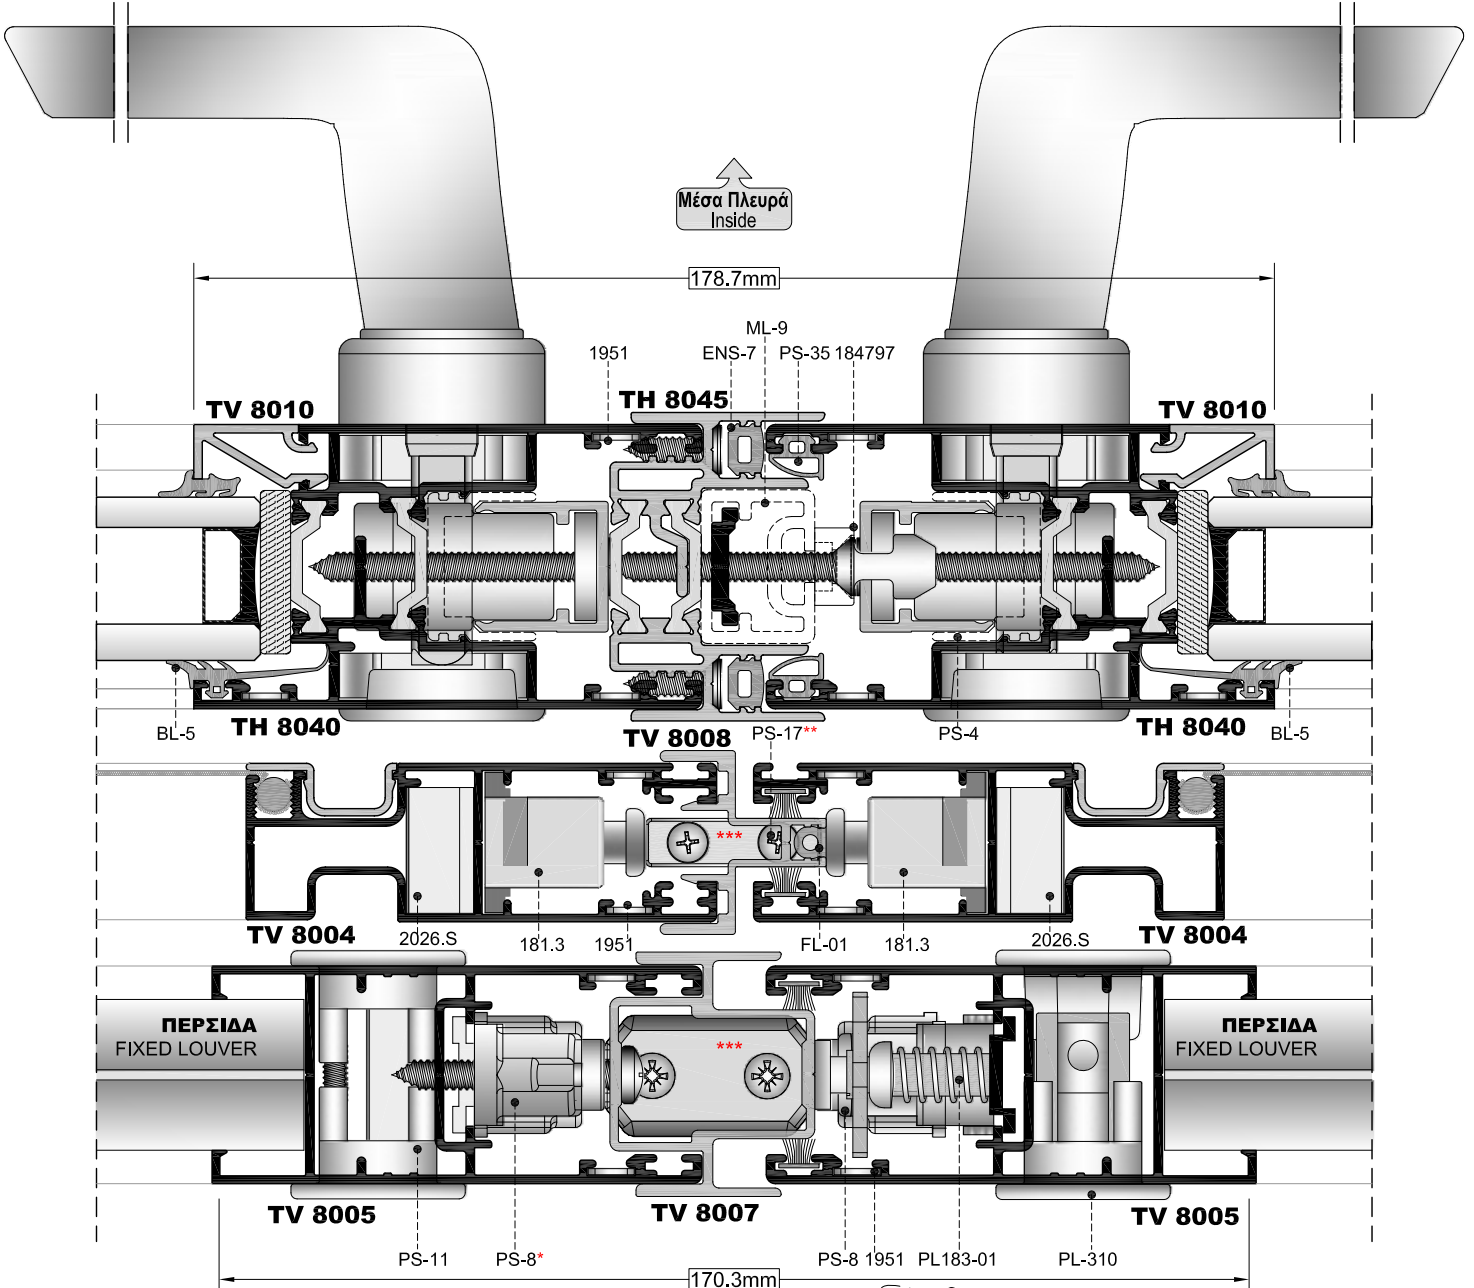 Μέσα Πλευρά
Inside
178.7mm
ML-9
1951
ENS-7
PS-35
184797
TV 8010
TH 8045
TV 8010
BL-5
TH 8040
TV 8008
PS-17**
PS-4
TH 8040
BL-5
***
TV 8004
2026.S
181.3
1951
FL-01
181.3
2026.S
TV 8004
ΠΕΡΣΙΔΑ
FIXED LOUVER
***
ΠΕΡΣΙΔΑ
FIXED LOUVER
TV 8005
TV 8007
TV 8005
PS-11
PS-8*
PS-8
1951
PL183-01
PL-310
170.3mm